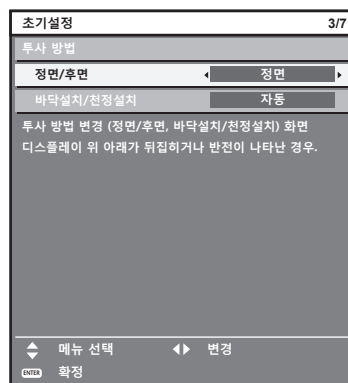 초기설정 3/7
투사 방법
정면/후면 정면
바닥설치/천정설치 자동
투사 방법 변경 (정면/후면, 바닥설치/천정설치) 화면
디스플레이 위 아래가 뒤집히거나 반전이 나타난 경우.
메뉴 선택 변경
ENTER 확정